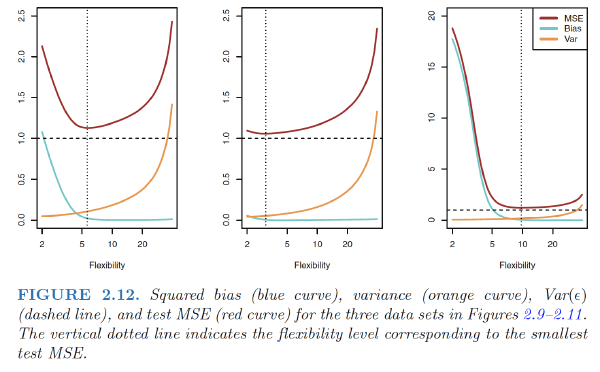 2.5
2.0
1.5
1.0
0.5
0.0
2 5 10 20
Flexibility
2.5
2.0
1.5
1.0
0.5
0.0
2 5 10 20
Flexibility
20
15
10
5
0
2 5 10 20
Flexibility
MSE
Bias
Var
FIGURE 2.12. Squared bias (blue curve), variance (orange curve), Var(ϵ)
(dashed line), and test MSE (red curve) for the three data sets in Figures 2.9–2.11.
The vertical dotted line indicates the flexibility level corresponding to the smallest
test MSE.